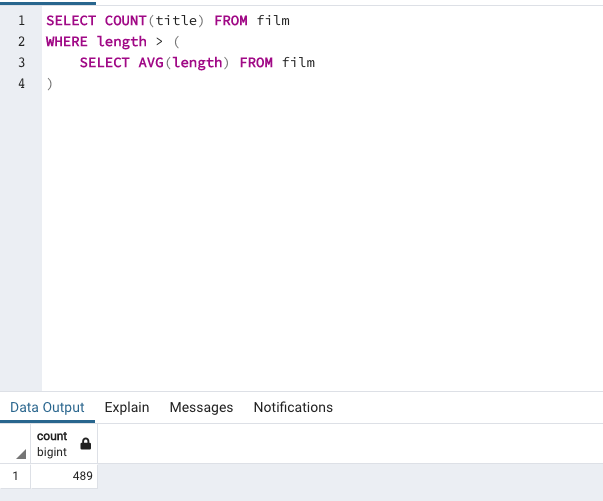 1 SELECT COUNT(title) FROM film
2 WHERE length > (
3     SELECT AVG(length) FROM film
4 )
Data Output Explain Messages Notifications
count
bigint
1 489